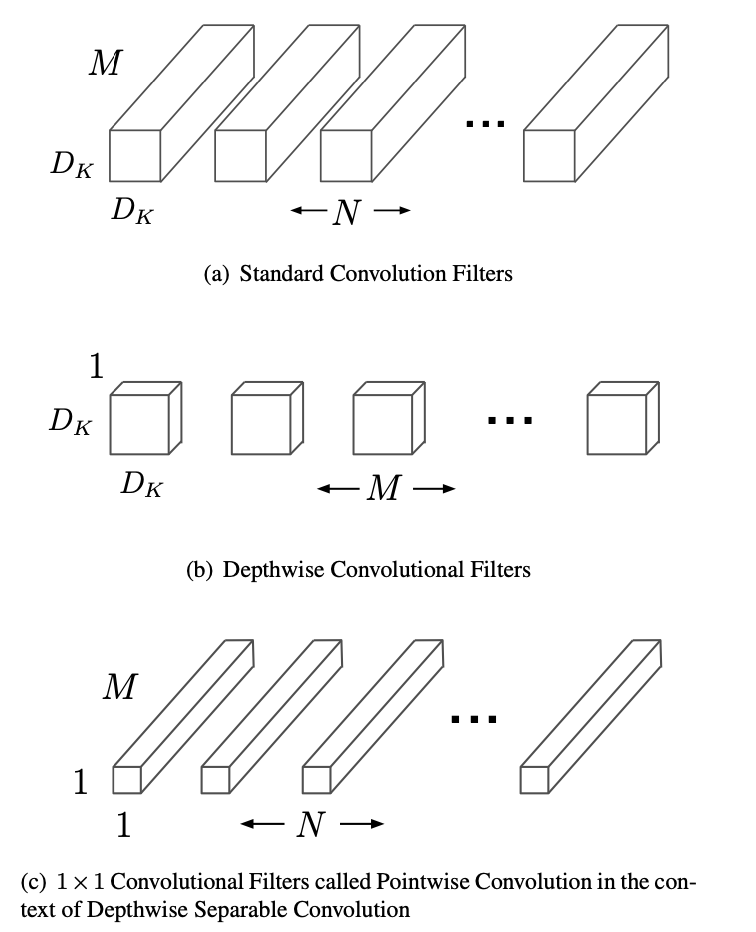 M
D_K
D_K
← N →
...
(a) Standard Convolution Filters
1
D_K
D_K
← M →
...
(b) Depthwise Convolutional Filters
M
1
1
← N →
...
(c) 1 × 1 Convolutional Filters called Pointwise Convolution in the con-
text of Depthwise Separable Convolution